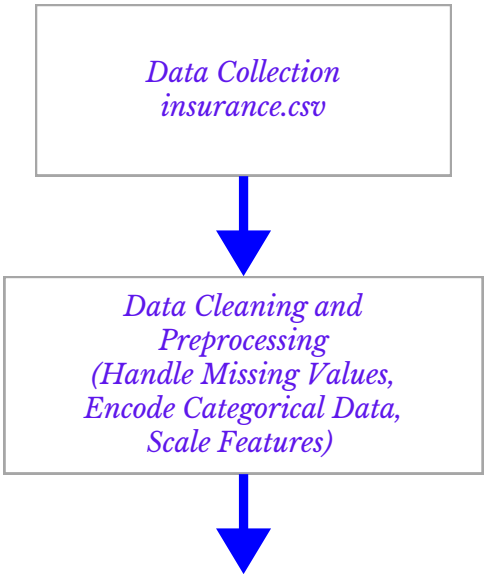 Data Collection
insurance.csv
Data Cleaning and
Preprocessing
(Handle Missing Values,
Encode Categorical Data,
Scale Features)